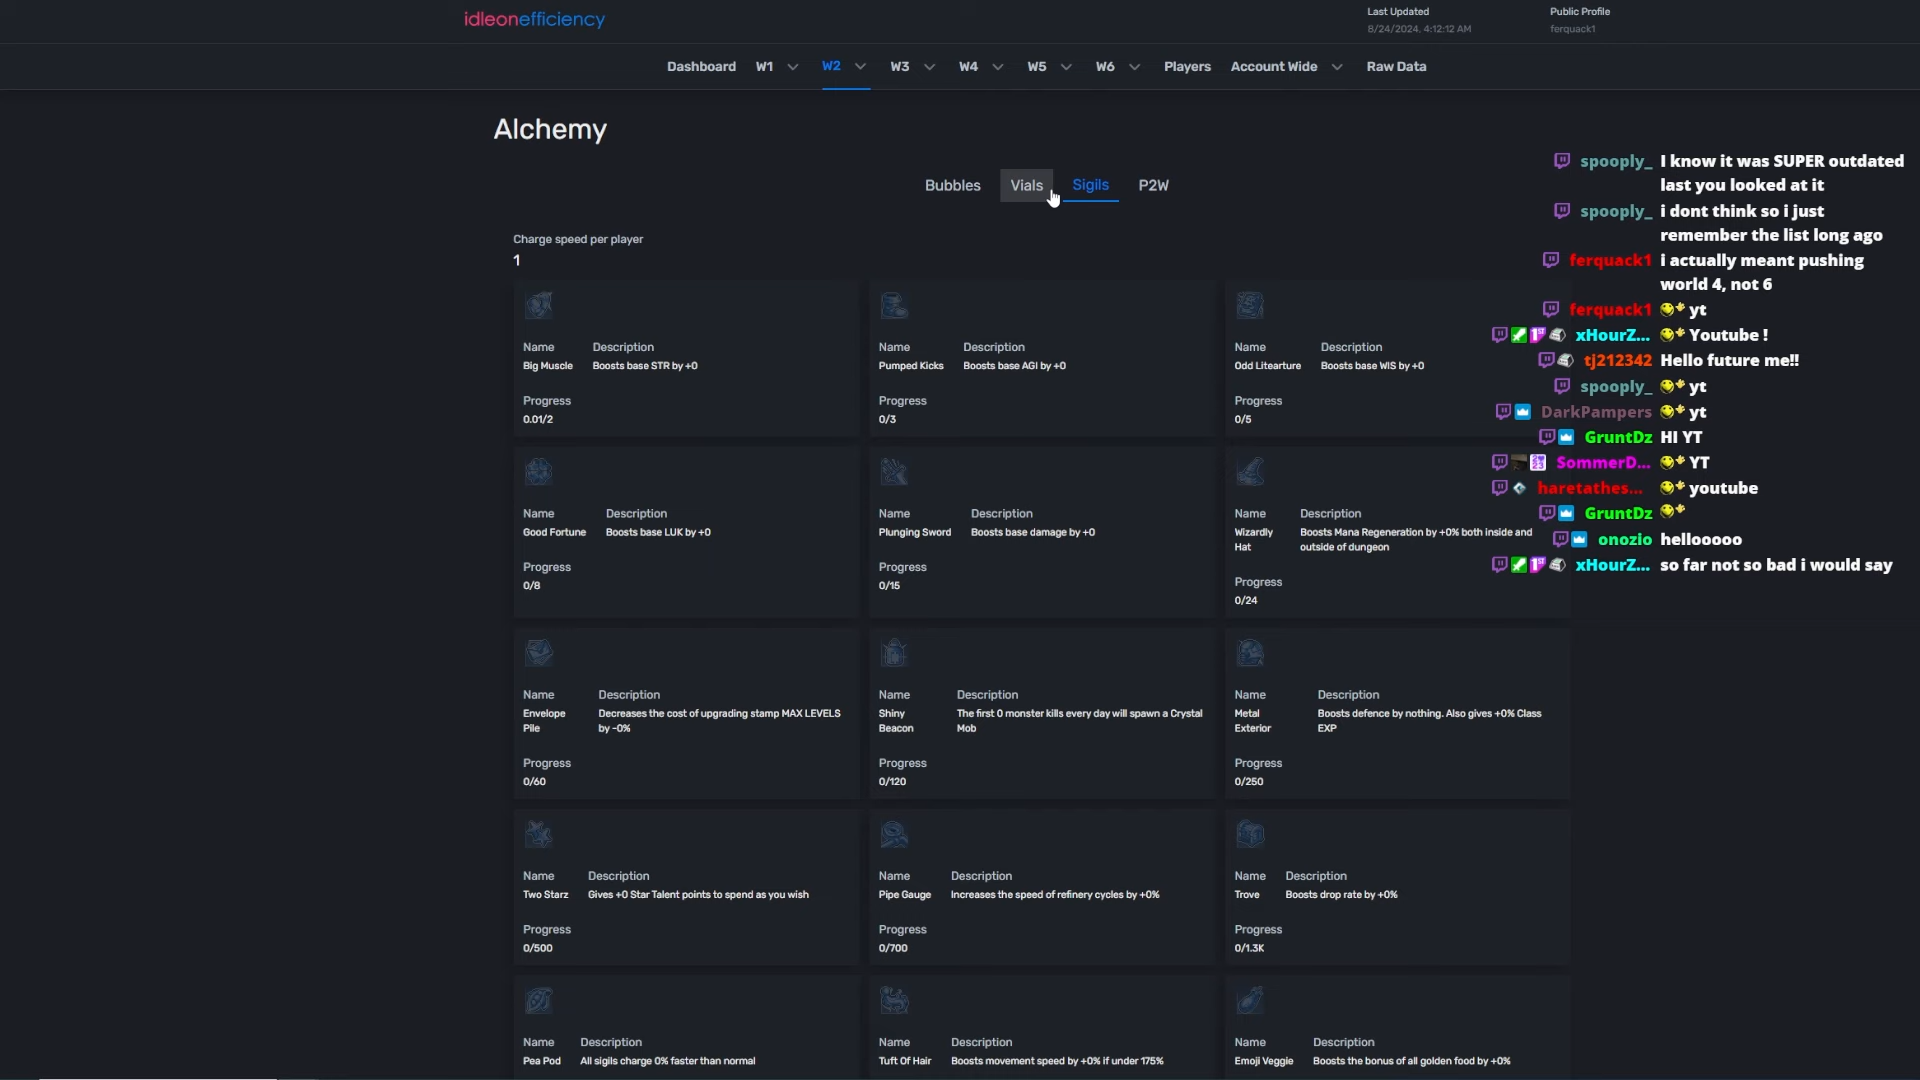 idleonefficiency
Last Updated
8/24/2024, 4:12:12 AM
Public Profile
ferquack1
Dashboard W1 W2 W3 W4 W5 W6 Players Account Wide Raw Data
Alchemy
Bubbles Vials Sigils P2W
Charge speed per player
1
Name Description
Big Muscle Boosts base STR by +0
Progress
0.01/2
Name Description
Pumped Kicks Boosts base AGI by +0
Progress
0/3
Name Description
Odd Litearture Boosts base WIS by +0
Progress
0/5
Name Description
Good Fortune Boosts base LUK by +0
Progress
0/8
Name Description
Plunging Sword Boosts base damage by +0
Progress
0/15
Name Description
Wizardly Boosts Mana Regeneration by +0% both inside and
Hat outside of dungeon
Progress
0/24
Name Description
Envelope Decreases the cost of upgrading stamp MAX LEVELS
Pile by -0%
Progress
0/60
Name Description
Shiny The first 0 monster kills every day will spawn a Crystal
Beacon Mob
Progress
0/120
Name Description
Metal Boosts defence by nothing. Also gives +0% Class
Exterior EXP
Progress
0/250
Name Description
Two Starz Gives +0 Star Talent points to spend as you wish
Progress
0/500
Name Description
Pipe Gauge Increases the speed of refinery cycles by +0%
Progress
0/700
Name Description
Trove Boosts drop rate by +0%
Progress
0/1.3K
Name Description
Pea Pod All sigils charge 0% faster than normal
Name Description
Tuft Of Hair Boosts movement speed by +0% if under 175%
Name Description
Emoji Veggie Boosts the bonus of all golden food by +0%
spooply_ I know it was SUPER outdated
last you looked at it
spooply_ i dont think so i just
remember the list long ago
ferquack1 i actually meant pushing
world 4, not 6
ferquack1 yt
xHourZ... Youtube !
tj212342 Hello future me!!
spooply_ yt
DarkPampers yt
GruntDz HI YT
SommerD... YT
haretathes... youtube
GruntDz
onozio hellooooo
xHourZ... so far not so bad i would say